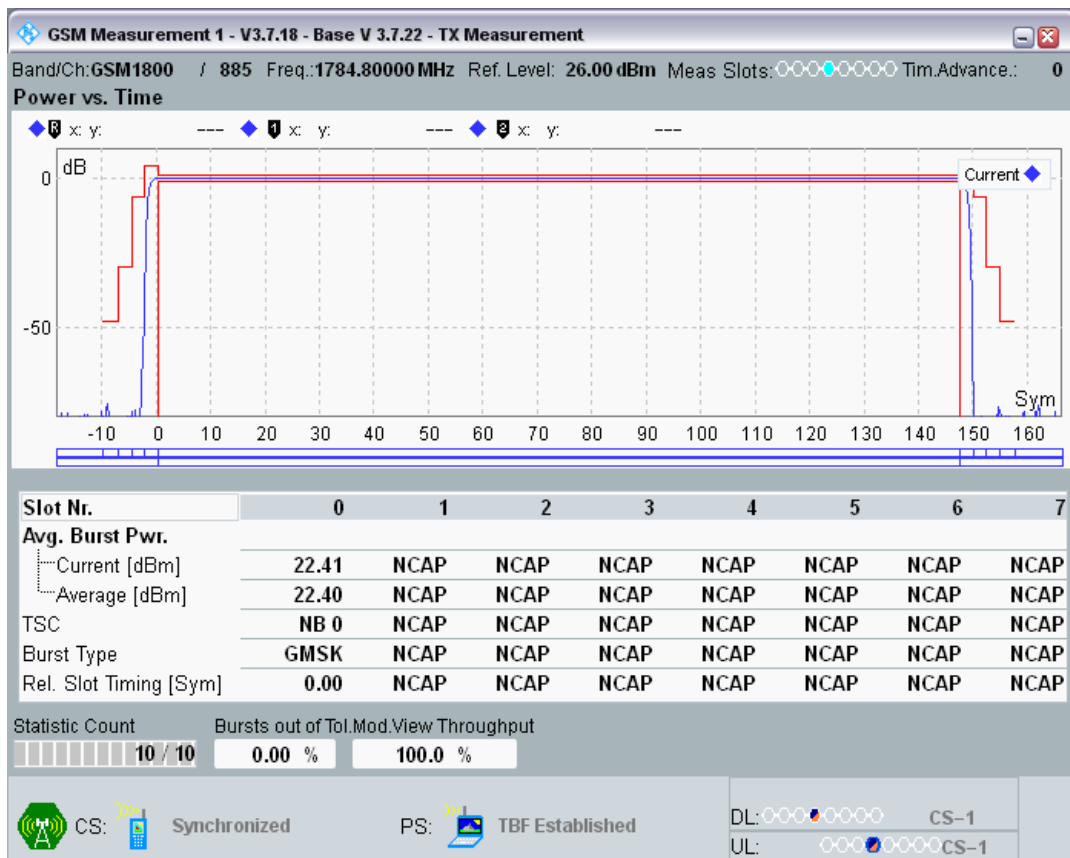 GSM Measurement 1 - V3.7.18 - Base V 3.7.22 - TX Measurement
Band/Ch:GSM1800 / 885 Freq.:1784.80000 MHz Ref. Level: 26.00 dBm Meas Slots: Tim.Advance.: 0
Power vs. Time
R x: y: --- 1 x: y: --- 2 x: y: ---
dB
0
Current
-50
Sym
-10 0 10 20 30 40 50 60 70 80 90 100 110 120 130 140 150 160
Slot Nr. 0 1 2 3 4 5 6 7
Avg. Burst Pwr.
Current [dBm] 22.41 NCAP NCAP NCAP NCAP NCAP NCAP NCAP
Average [dBm] 22.40 NCAP NCAP NCAP NCAP NCAP NCAP NCAP
TSC NB 0 NCAP NCAP NCAP NCAP NCAP NCAP NCAP
Burst Type GMSK NCAP NCAP NCAP NCAP NCAP NCAP NCAP
Rel. Slot Timing [Sym] 0.00 NCAP NCAP NCAP NCAP NCAP NCAP NCAP
Statistic Count Bursts out of Tol.Mod.View Throughput
10 / 10 0.00 % 100.0 %
CS: Synchronized PS: TBF Established DL: CS-1
UL: CS-1